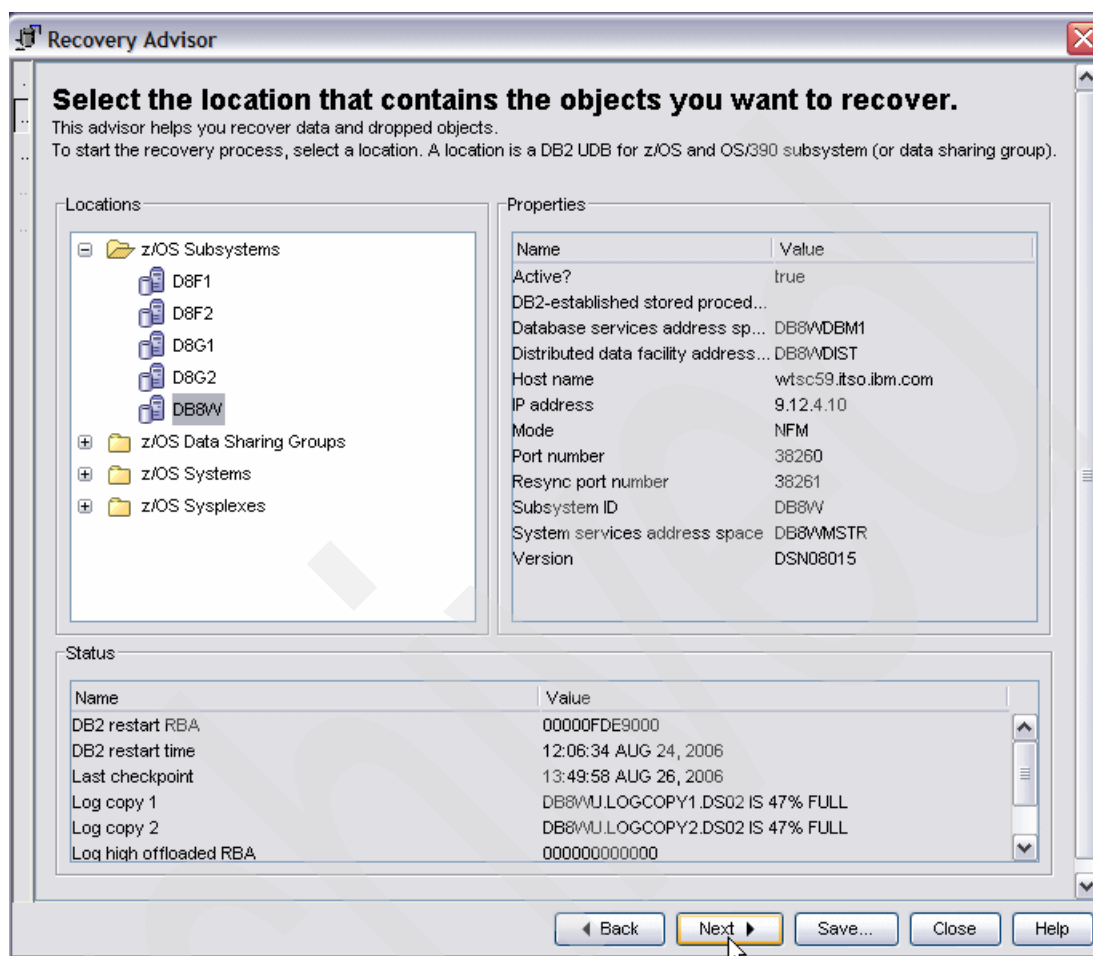 Recovery Advisor
Select the location that contains the objects you want to recover.
This advisor helps you recover data and dropped objects.
To start the recovery process, select a location. A location is a DB2 UDB for z/OS and OS/390 subsystem (or data sharing group).
Locations
z/OS Subsystems
D8F1
D8F2
D8G1
D8G2
DB8W
z/OS Data Sharing Groups
z/OS Systems
z/OS Sysplexes
Properties
Name Value
Active? true
DB2-established stored proced...
Database services address sp... DB8WDBM1
Distributed data facility address... DB8WDIST
Host name wtsc59.itso.ibm.com
IP address 9.12.4.10
Mode NFM
Port number 38260
Resync port number 38261
Subsystem ID DB8W
System services address space DB8WMSTR
Version DSN08015
Status
Name Value
DB2 restart RBA 00000FDE9000
DB2 restart time 12:06:34 AUG 24, 2006
Last checkpoint 13:49:58 AUG 26, 2006
Log copy 1 DB8WU.LOGCOPY1.DS02 IS 47% FULL
Log copy 2 DB8WU.LOGCOPY2.DS02 IS 47% FULL
Log high offloaded RBA 000000000000
Back Next Save... Close Help